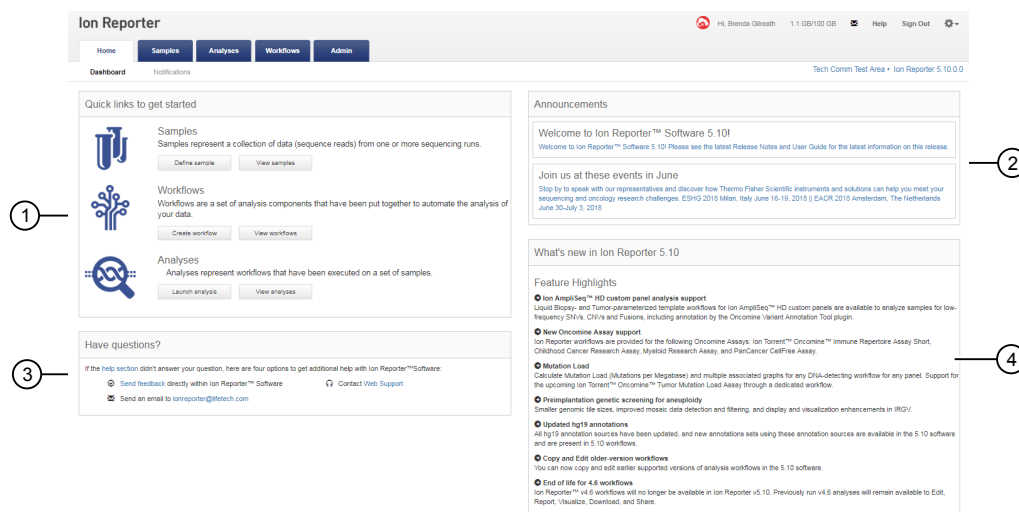 Ion Reporter
Hi, Brenda Gilreath 1.1 GB/100 GB Help Sign Out
Home Samples Analyses Workflows Admin
Dashboard Notifications
Tech Comm Test Area • Ion Reporter 5.10.0.0
Quick links to get started
Samples
Samples represent a collection of data (sequence reads) from one or more sequencing runs.
Define sample View samples
Workflows
Workflows are a set of analysis components that have been put together to automate the analysis of
your data.
Create workflow View workflows
Analyses
Analyses represent workflows that have been executed on a set of samples.
Launch analysis View analyses
1
Have questions?
If the help section didn't answer your question, here are four options to get additional help with Ion Reporter™Software:
Send feedback directly within Ion Reporter™ Software
Contact Web Support
Send an email to ionreporter@lifetech.com
3
Announcements
Welcome to Ion Reporter™ Software 5.10!
Welcome to Ion Reporter™ Software 5.10! Please see the latest Release Notes and User Guide for the latest information on this release.
Join us at these events in June
Stop by to speak with our representatives and discover how Thermo Fisher Scientific instruments and solutions can help you meet your
sequencing and oncology research challenges. ESHG 2018 Milan, Italy June 16-19, 2018 || EACR 2018 Amsterdam, The Netherlands
June 30-July 3, 2018
2
What's new in Ion Reporter 5.10
Feature Highlights
Ion AmpliSeq™ HD custom panel analysis support
Liquid Biopsy- and Tumor-parameterized template workflows for Ion AmpliSeq™ HD custom panels are available to analyze samples for low-
frequency SNVs, CNVs and Fusions, including annotation by the Oncomine Variant Annotation Tool plugin.
New Oncomine Assay support
Ion Reporter workflows are provided for the following Oncomine Assays: Ion Torrent™ Oncomine™ Immune Repertoire Assay Short,
Childhood Cancer Research Assay, Myeloid Research Assay, and PanCancer CellFree Assay.
Mutation Load
Calculate Mutation Load (Mutations per Megabase) and multiple associated graphs for any DNA-detecting workflow for any panel. Support for
the upcoming Ion Torrent™ Oncomine™ Tumor Mutation Load Assay through a dedicated workflow.
Preimplantation genetic screening for aneuploidy
Smaller genomic tile sizes, improved mosaic data detection and filtering, and display and visualization enhancements in IRGV.
Updated hg19 annotations
All hg19 annotation sources have been updated, and new annotations sets using these annotation sources are available in the 5.10 software
and are present in 5.10 workflows.
Copy and Edit older-version workflows
You can now copy and edit earlier supported versions of analysis workflows in the 5.10 software.
End of life for 4.6 workflows
Ion Reporter™ v4.6 workflows will no longer be available in Ion Reporter v5.10. Previously run v4.6 analyses will remain available to Edit,
Report, Visualize, Download, and Share.
4